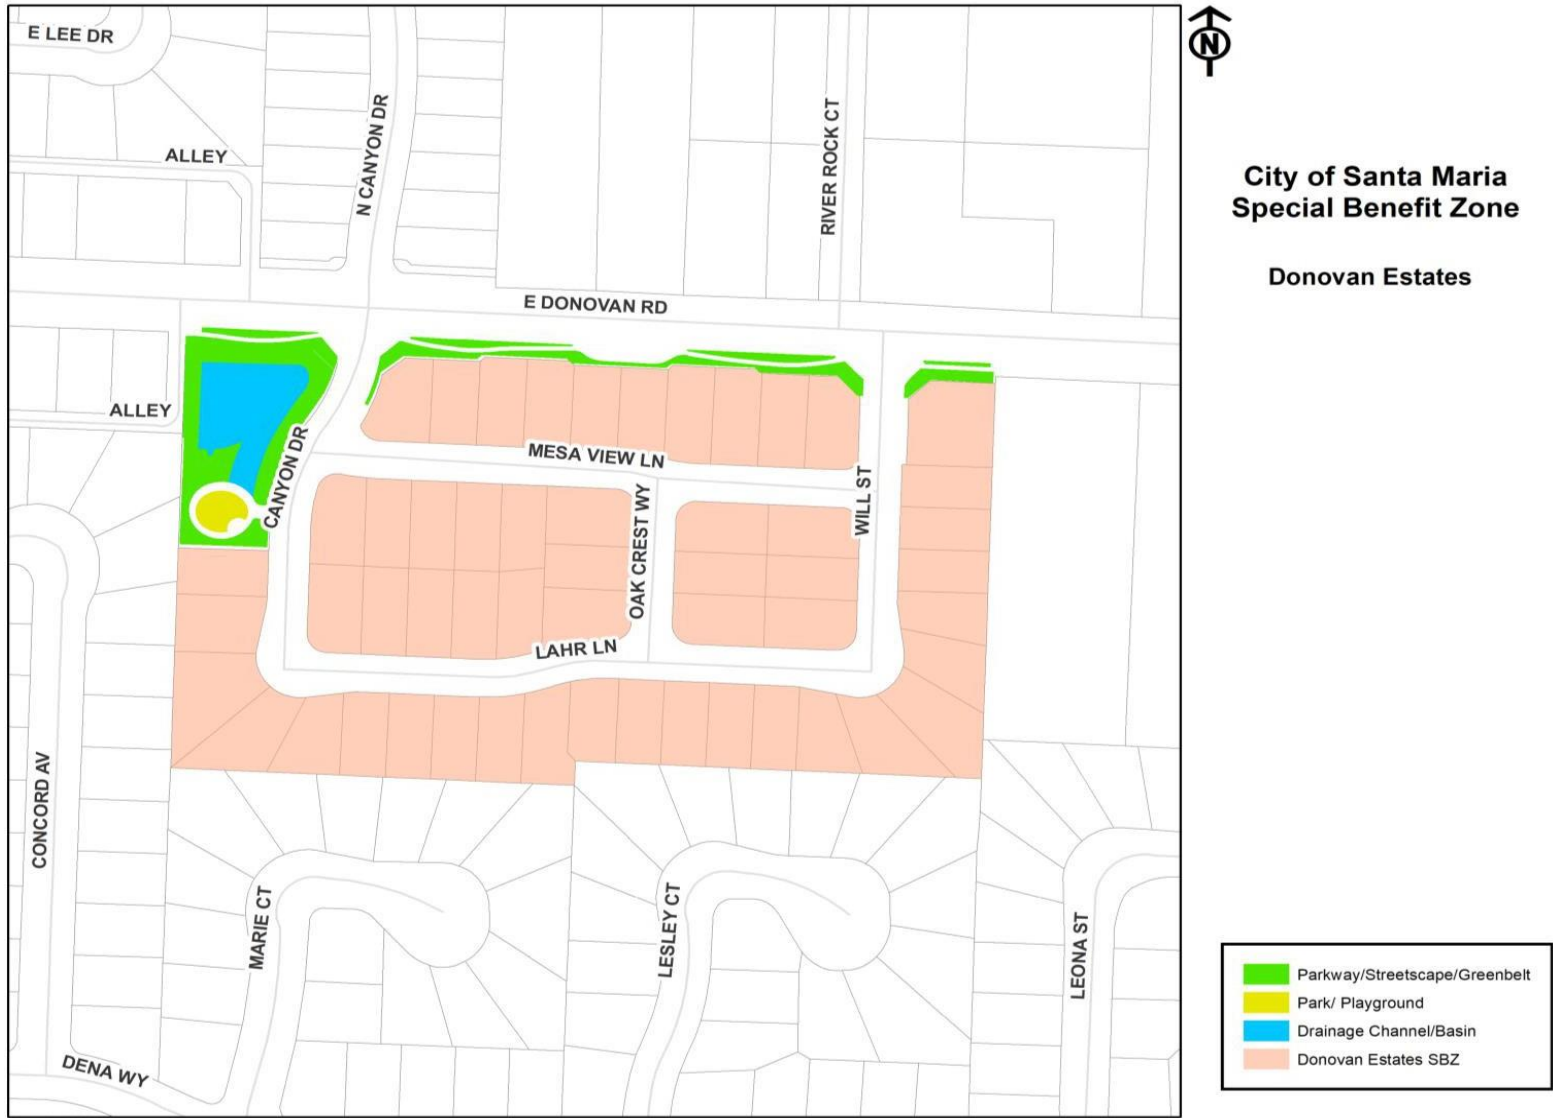 E LEE DR
N
City of Santa Maria
Special Benefit Zone
Donovan Estates
ALLEY
N CANYON DR
RIVER ROCK CT
E DONOVAN RD
ALLEY
CANYON DR
MESA VIEW LN
WILL ST
OAK CREST WY
LAHR LN
CONCORD AV
MARIE CT
LESLEY CT
LEONA ST
DENA WY
Parkway/Streetscape/Greenbelt
Park/ Playground
Drainage Channel/Basin
Donovan Estates SBZ